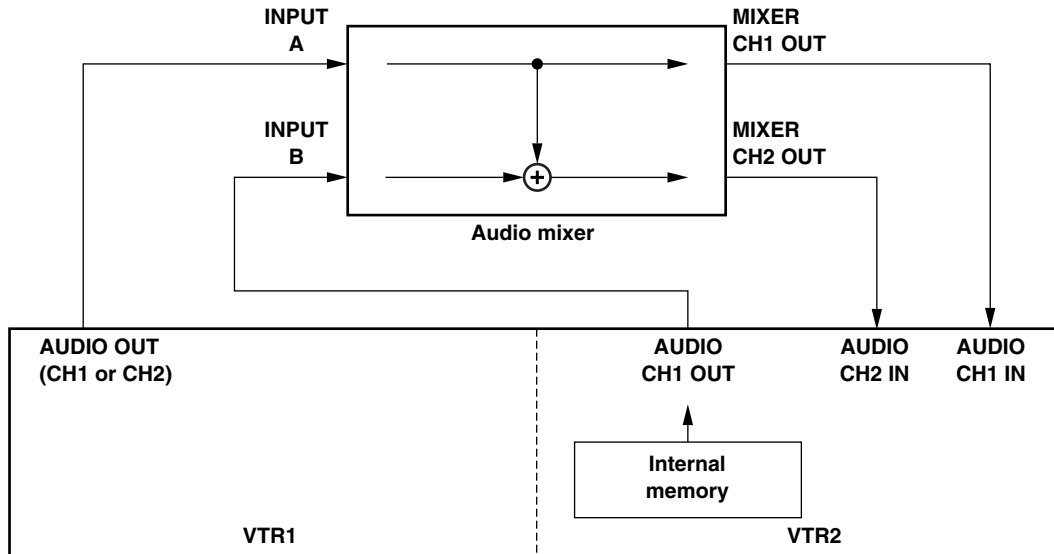 INPUT
A
MIXER
CH1 OUT
INPUT
B
MIXER
CH2 OUT
+
Audio mixer
AUDIO OUT
(CH1 or CH2)
AUDIO
CH1 OUT
AUDIO
CH2 IN
AUDIO
CH1 IN
Internal
memory
VTR1
VTR2